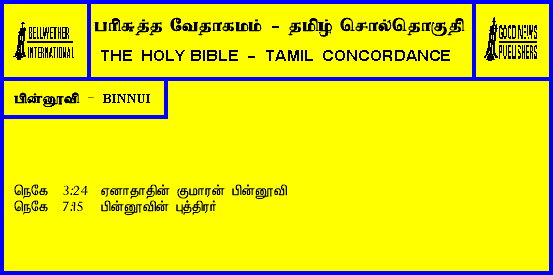 BELLWETHER
INTERNATIONAL
பரிசுத்த வேதாகமம் - தமிழ் சொல்தொகுதி
THE HOLY BIBLE - TAMIL CONCORDANCE
GOOD NEWS
PUBLISHERS
பின்னூவி - BINNUI
நெகே 3:24 ஏனாதாதின் குமாரன் பின்னூவி
நெகே 7:15 பின்னூவின் புத்திரர்